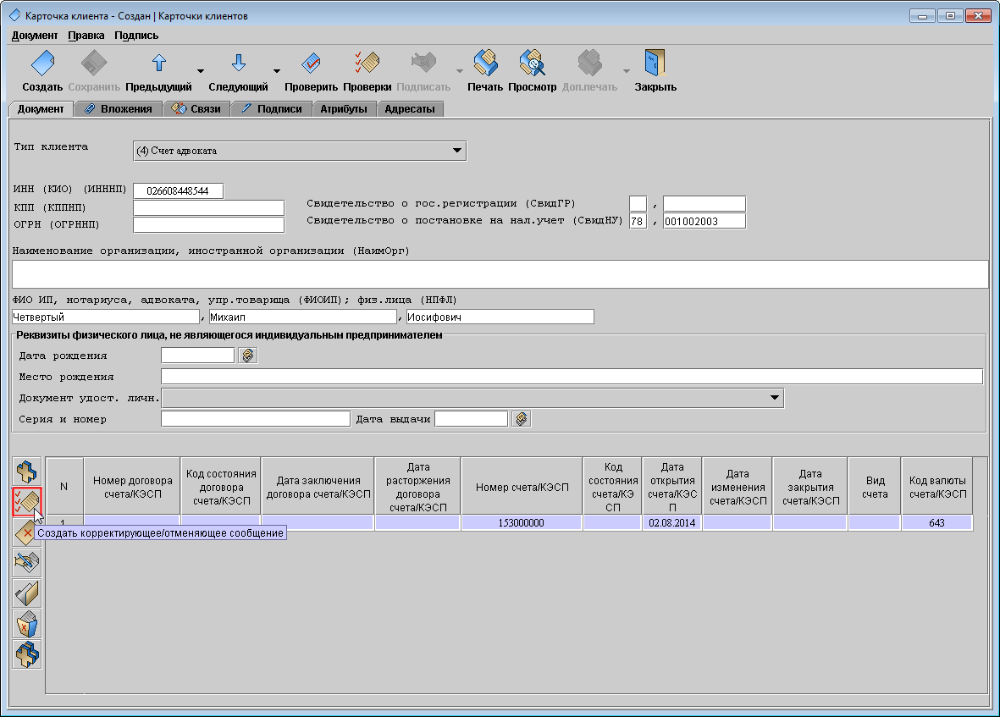 Карточка клиента - Создан | Карточки клиентов
Документ Правка Подпись
Создать Сохранить Предыдущий Следующий Проверить Проверки Подписать Печать Просмотр Доп.печать Закрыть
Документ Вложения Связи Подписи Атрибуты Адресаты
Тип клиента (4) Счет адвоката
ИНН (КИО) (ИНННП) 026608448544
КПП (КППНП)
Свидетельство о гос.регистрации (СвидГР) ,
ОГРН (ОГРННП)
Свидетельство о постановке на нал.учет (СвидНУ) 78 , 001002003
Наименование организации, иностранной организации (НаимОрг)
ФИО ИП, нотариуса, адвоката, упр.товарища (ФИОИП); физ.лица (НПФЛ)
Четвертый , Михаил , Иосифович
Реквизиты физического лица, не являющегося индивидуальным предпринимателем
Дата рождения
Место рождения
Документ удост. личн.
Серия и номер Дата выдачи
N
Номер договора
счета/КЭСП
Код состояния
договора
счета/КЭСП
Дата заключения
договора счета/КЭСП
Дата
расторжения
договора
счета/КЭСП
Номер счета/КЭСП
Код
состояния
счета/КЭ
СП
Дата
открытия
счета/КЭС
П
Дата
изменения
счета/КЭСП
Дата
закрытия
счета/КЭСП
Вид
счета
Код валюты
счета/КЭСП
1 153000000 02.08.2014 643
Создать корректирующее/отменяющее сообщение